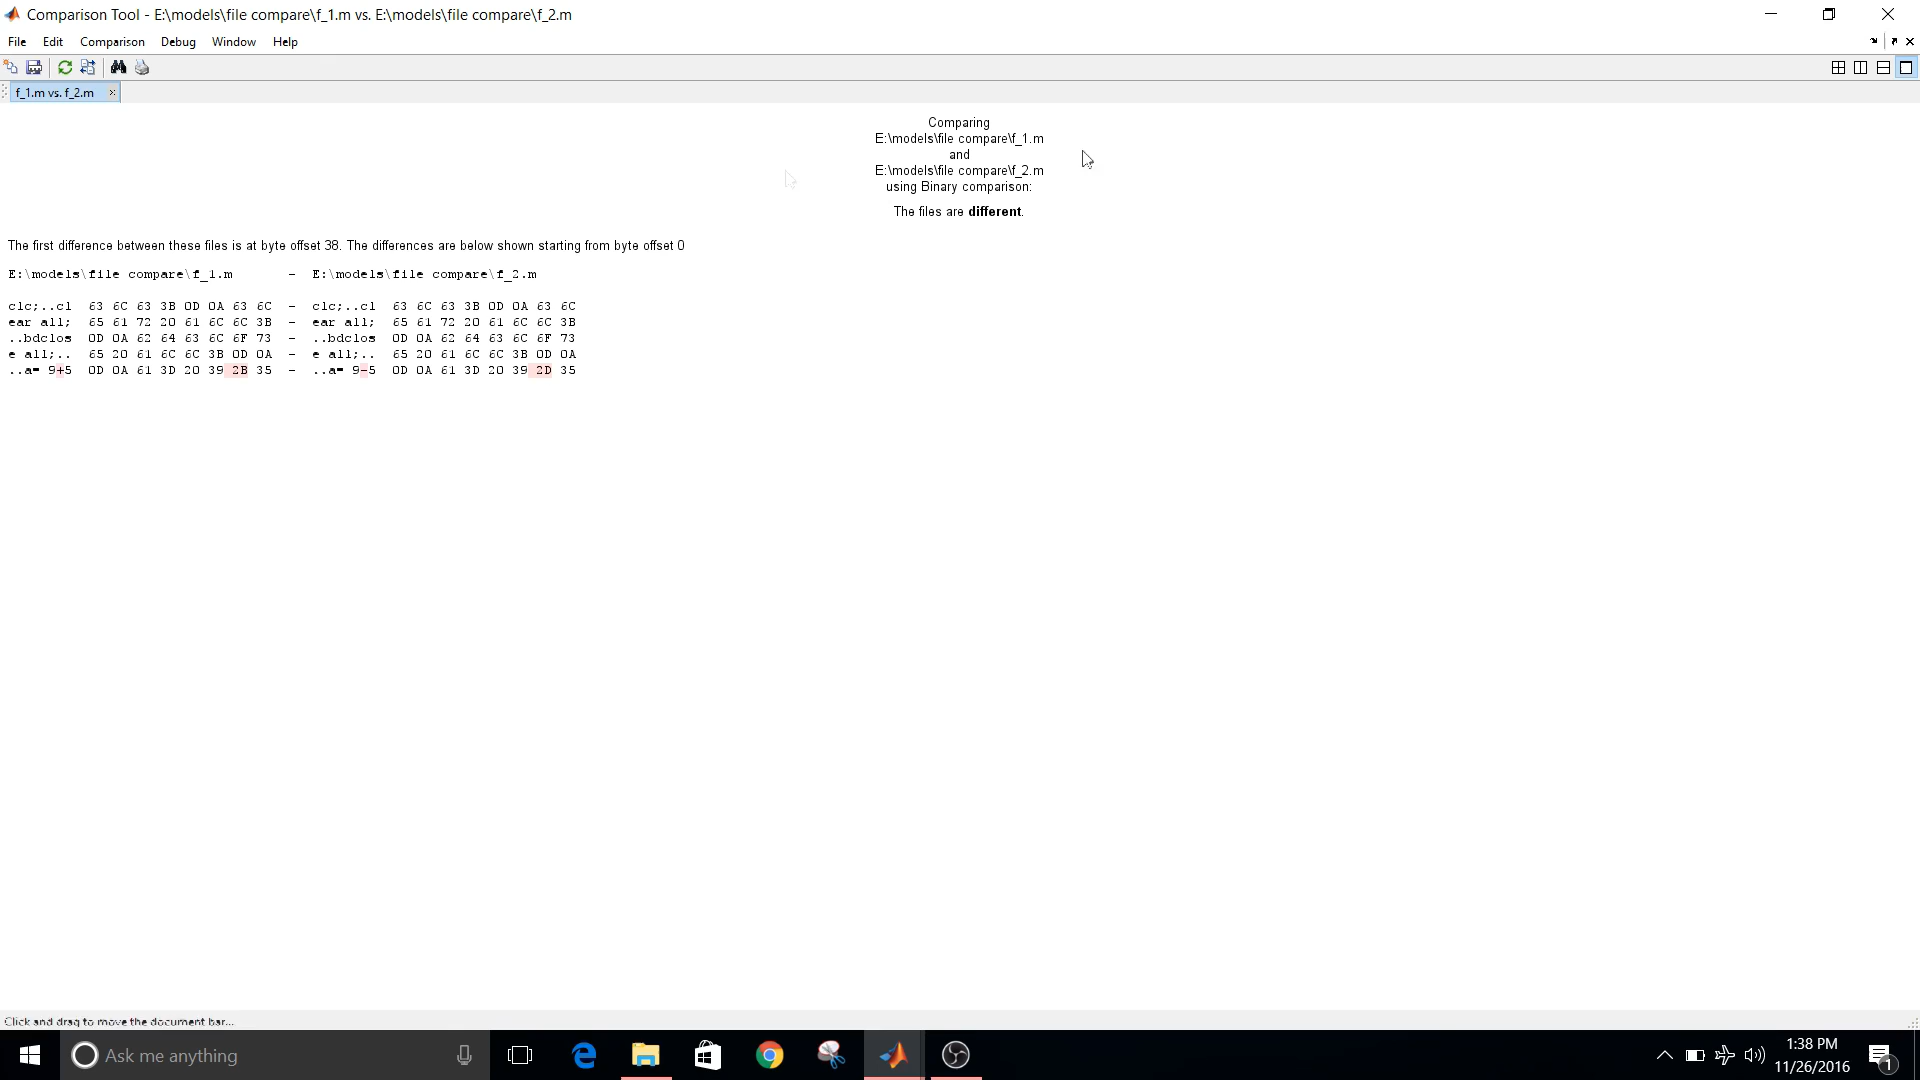 Comparison Tool - E:\models\file compare\f_1.m vs. E:\models\file compare\f_2.m
File Edit Comparison Debug Window Help
f_1.m vs. f_2.m
Comparing
E:\models\file compare\f_1.m
and
E:\models\file compare\f_2.m
using Binary comparison:
The files are different.
The first difference between these files is at byte offset 38. The differences are below shown starting from byte offset 0
E:\models\file compare\f_1.m - E:\models\file compare\f_2.m
clc;..cl 63 6C 63 3B 0D 0A 63 6C - clc;..cl 63 6C 63 3B 0D 0A 63 6C
ear all; 65 61 72 20 61 6C 6C 3B - ear all; 65 61 72 20 61 6C 6C 3B
..bdclos 0D 0A 62 64 63 6C 6F 73 - ..bdclos 0D 0A 62 64 63 6C 6F 73
e all;.. 65 20 61 6C 6C 3B 0D 0A - e all;.. 65 20 61 6C 6C 3B 0D 0A
..a= 9+5 0D 0A 61 3D 20 39 2B 35 - ..a= 9-5 0D 0A 61 3D 20 39 2D 35
Click and drag to move the document bar...
Ask me anything
1:38 PM
11/26/2016
1